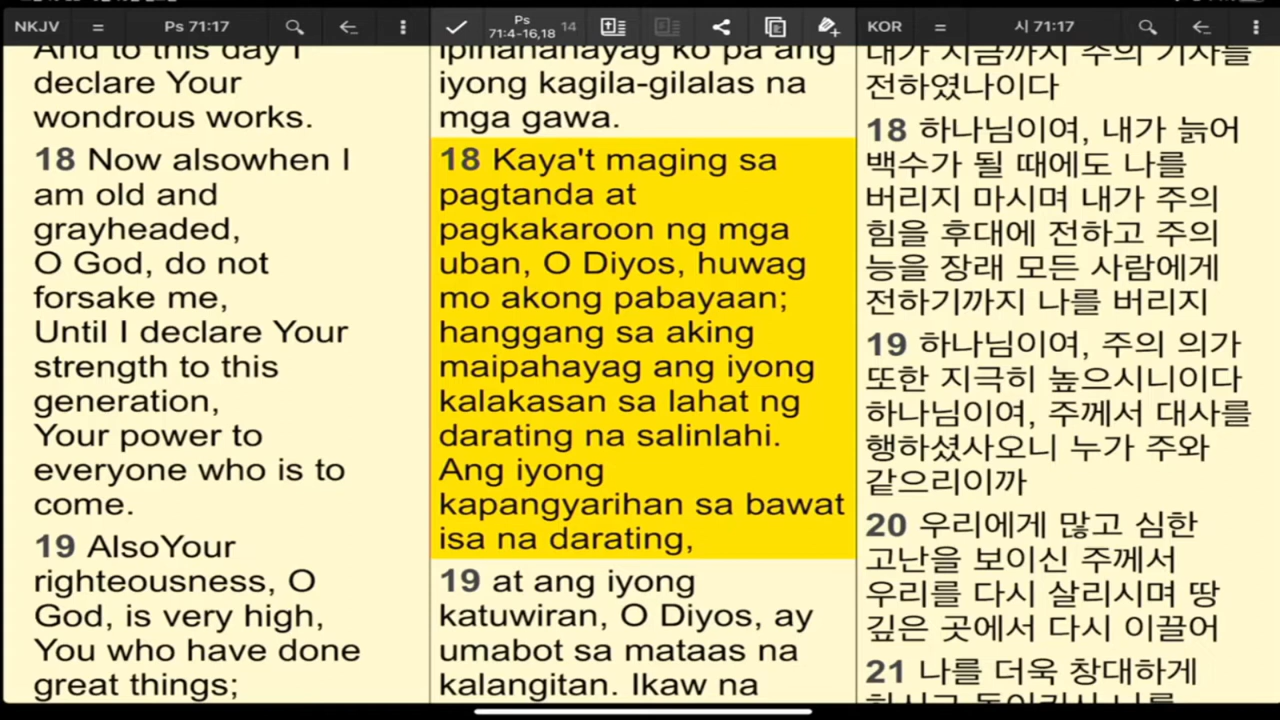 NKJV = Ps 71:17
And to this day I
declare Your
wondrous works.
18 Now alsowhen I
am old and
grayheaded,
O God, do not
forsake me,
Until I declare Your
strength to this
generation,
Your power to
everyone who is to
come.
19 AlsoYour
righteousness, O
God, is very high,
You who have done
great things;
Ps
71:4-16,18 14
ipinahahayag ko pa ang
iyong kagila-gilalas na
mga gawa.
18 Kaya't maging sa
pagtanda at
pagkakaroon ng mga
uban, O Diyos, huwag
mo akong pabayaan;
hanggang sa aking
maipahayag ang iyong
kalakasan sa lahat ng
darating na salinlahi.
Ang iyong
kapangyarihan sa bawat
isa na darating,
19 at ang iyong
katuwiran, O Diyos, ay
umabot sa mataas na
kalangitan. Ikaw na
KOR = 시 71:17
내가 지금까지 주의 기사를
전하였나이다
18 하나님이여, 내가 늙어
백수가 될 때에도 나를
버리지 마시며 내가 주의
힘을 후대에 전하고 주의
능을 장래 모든 사람에게
전하기까지 나를 버리지
19 하나님이여, 주의 의가
또한 지극히 높으시니이다
하나님이여, 주께서 대사를
행하셨사오니 누가 주와
같으리이까
20 우리에게 많고 심한
고난을 보이신 주께서
우리를 다시 살리시며 땅
깊은 곳에서 다시 이끌어
21 나를 더욱 창대하게